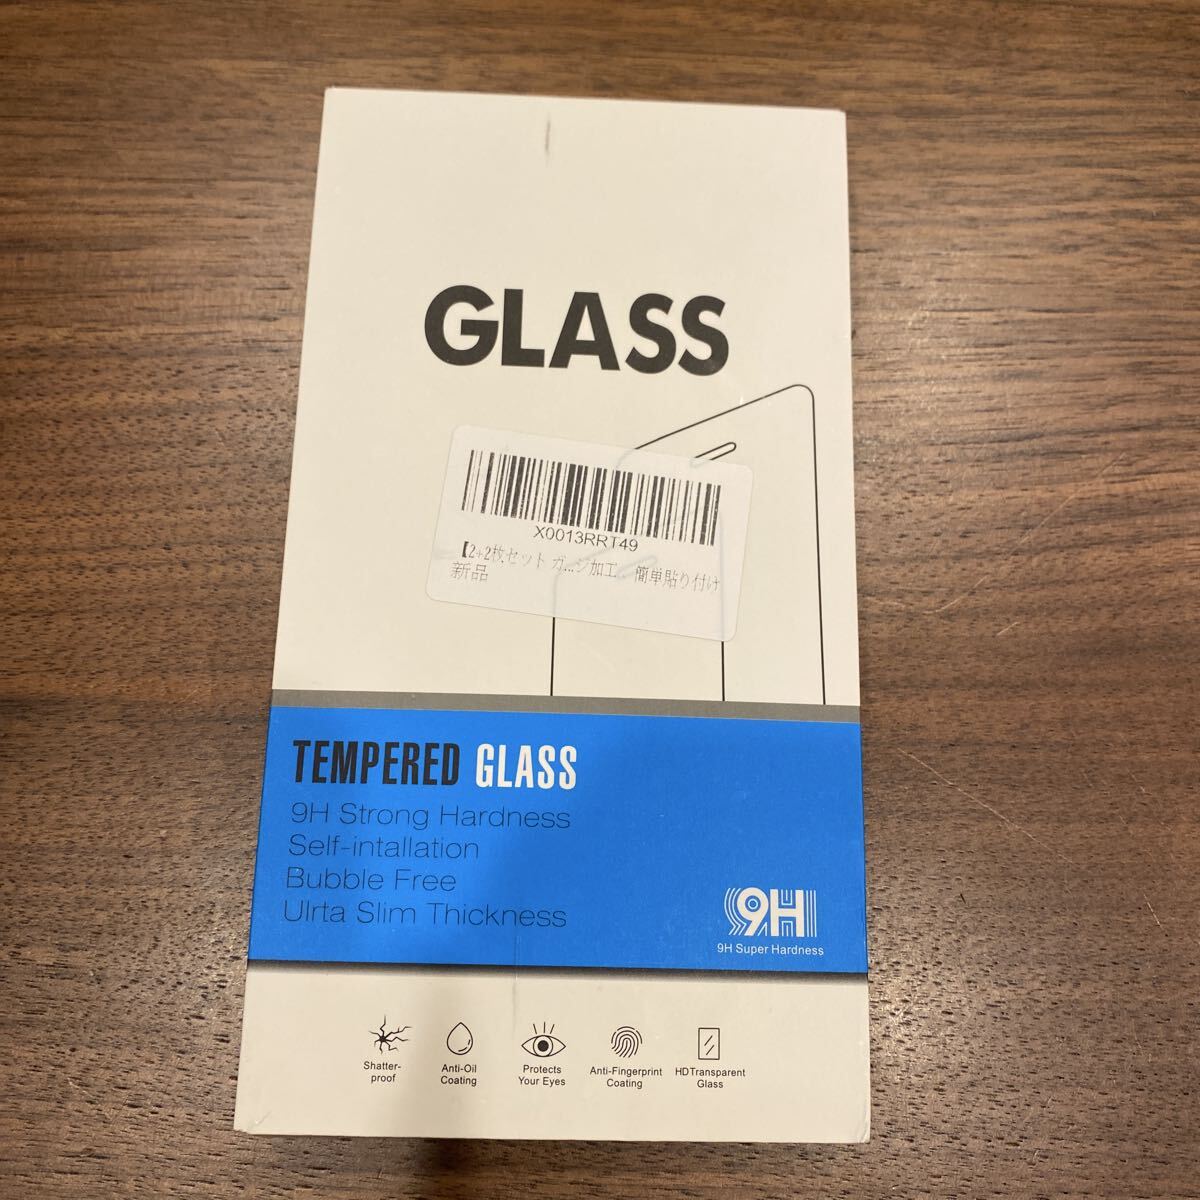 GLASS
X0013RRT49
【2+2枚セット ガ...ジ加工、簡単貼り付け
新品
TEMPERED GLASS
9H Strong Hardness
Self-intallation
Bubble Free
Ulrta Slim Thickness
9H
9H Super Hardness
Shatter-
proof
Anti-Oil
Coating
Protects
Your Eyes
Anti-Fingerprint
Coating
HDTransparent
Glass